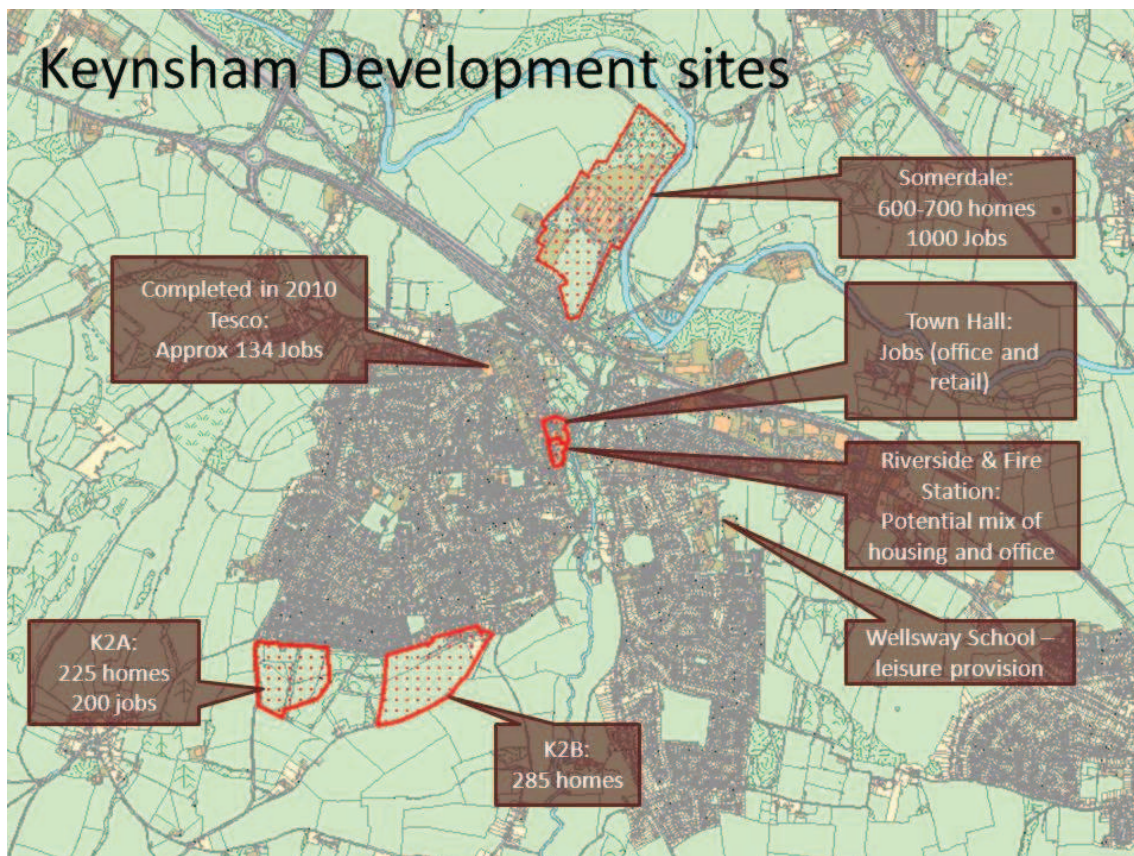 Keynsham Development sites
Somerdale:
600-700 homes
1000 Jobs
Completed in 2010
Tesco:
Approx 134 Jobs
Town Hall:
Jobs (office and
retail)
Riverside & Fire
Station:
Potential mix of
housing and office
Wellsway School –
leisure provision
K2A:
225 homes
200 jobs
K2B:
285 homes